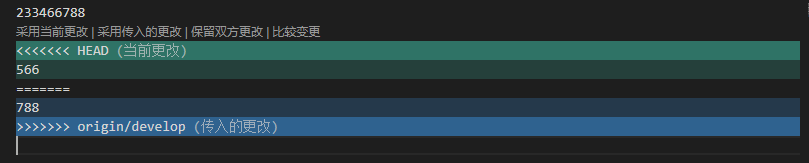 233466788
采用当前更改 | 采用传入的更改 | 保留双方更改 | 比较变更
<<<<<<< HEAD (当前更改)
566
=======
788
>>>>>>> origin/develop (传入的更改)